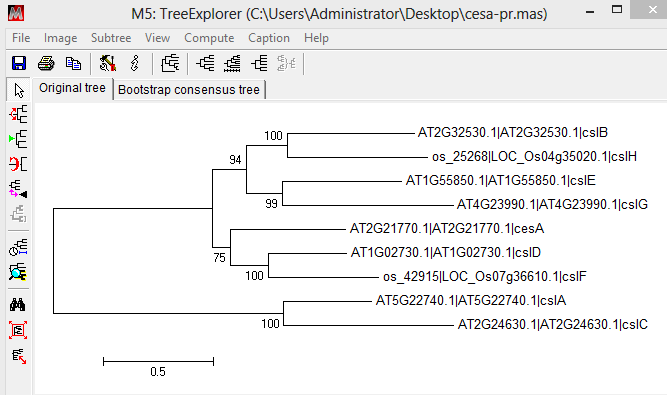 M5: TreeExplorer (C:\Users\Administrator\Desktop\cesa-pr.mas)
File Image Subtree View Compute Caption Help
Original tree Bootstrap consensus tree
100 AT2G32530.1|AT2G32530.1|cslB
os_25268|LOC_Os04g35020.1|cslH
94
AT1G55850.1|AT1G55850.1|cslE
99 AT4G23990.1|AT4G23990.1|cslG
AT2G21770.1|AT2G21770.1|cesA
75 AT1G02730.1|AT1G02730.1|cslD
100 os_42915|LOC_Os07g36610.1|cslF
AT5G22740.1|AT5G22740.1|cslA
100 AT2G24630.1|AT2G24630.1|cslC
0.5